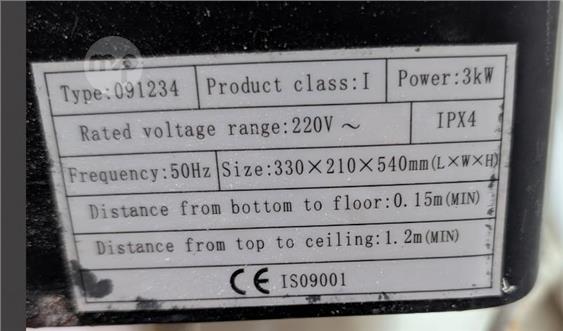 Type:091234 Product class:I Power:3kW
Rated voltage range:220V ～ IPX4
Frequency:50Hz Size:330×210×540mm(L×W×H)
Distance from bottom to floor:0.15m(MIN)
Distance from top to ceiling:1.2m(MIN)
CE ISO9001